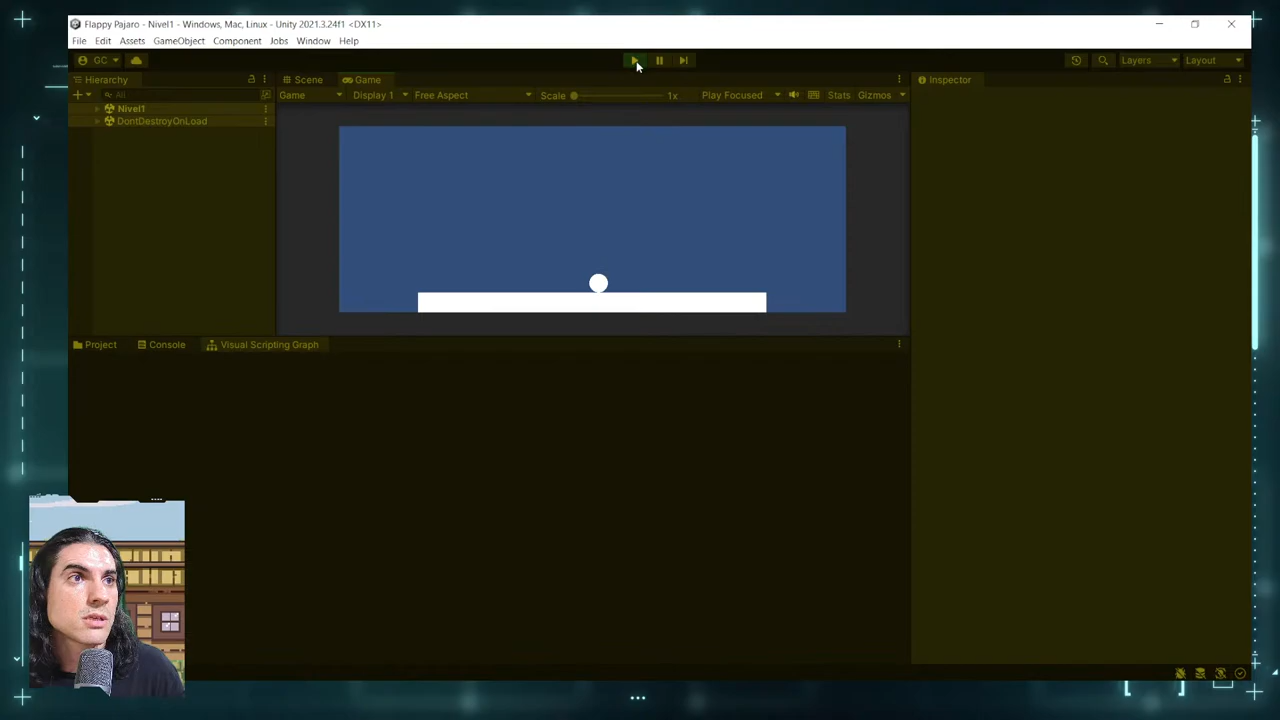 Flappy Pajaro - Nivel1 - Windows, Mac, Linux - Unity 2021.3.24f1 <DX11>
File Edit Assets GameObject Component Jobs Window Help
GC Layers Layout
Hierarchy Scene Game Inspector
All Game Display 1 Free Aspect Scale 1x Play Focused Stats Gizmos
Nivel1
DontDestroyOnLoad
Project Console Visual Scripting Graph